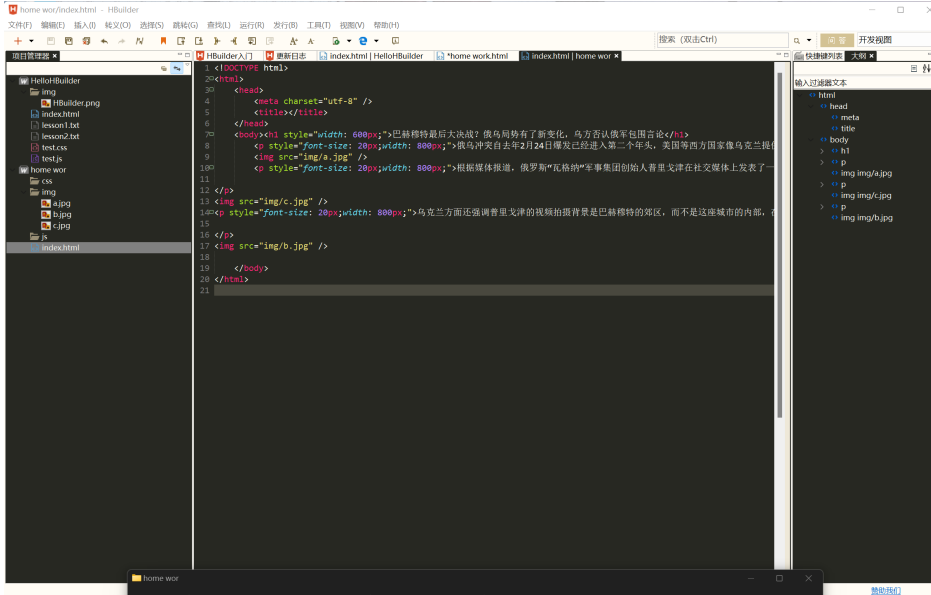 home wor/index.html - HBuilder
文件(F) 编辑(E) 插入(I) 转义(O) 选择(S) 跳转(G) 查找(L) 运行(R) 发行(B) 工具(T) 视图(V) 帮助(H)
搜索（双击Ctrl）
问答 开发视图
项目管理器
HBuilder入门 更新日志 index.html | HelloHBuilder *home work.html index.html | home wor
快捷键列表 大纲
输入过滤器文本
HelloHBuilder
img
HBuilder.png
index.html
lesson1.txt
lesson2.txt
test.css
test.js
home wor
css
img
a.jpg
b.jpg
c.jpg
js
index.html
1 <!DOCTYPE html>
2 <html>
3 <head>
4 <meta charset="utf-8" />
5 <title></title>
6 </head>
7 <body><h1 style="width: 600px;">巴赫穆特最后大决战？俄乌局势有了新变化，乌方否认俄军包围言论</h1>
8 <p style="font-size: 20px;width: 800px;">俄乌冲突自去年2月24日爆发已经进入第二个年头，美国等西方国家像乌克兰提供
9 <img src="img/a.jpg" />
10 <p style="font-size: 20px;width: 800px;">根据媒体报道，俄罗斯“瓦格纳”军事集团创始人普里戈津在社交媒体上发表了一
11
12 </p>
13 <img src="img/c.jpg" />
14 <p style="font-size: 20px;width: 800px;">乌克兰方面还强调普里戈津的视频拍摄背景是巴赫穆特的郊区，而不是这座城市的内部，
15
16 </p>
17 <img src="img/b.jpg" />
18
19 </body>
20 </html>
21
html
head
meta
title
body
h1
p
img img/a.jpg
p
img img/c.jpg
p
img img/b.jpg
home wor
赞助我们